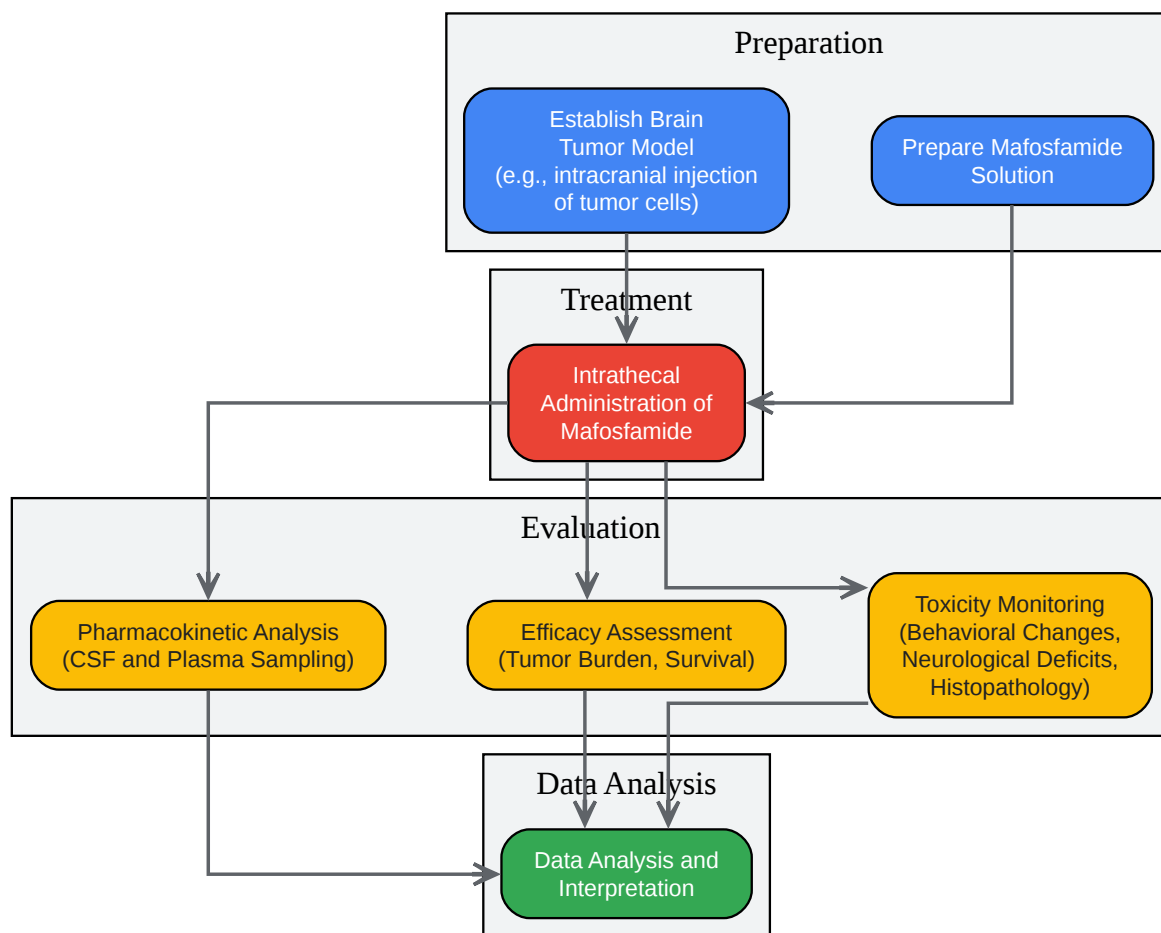 Preparation
Establish Brain
Tumor Model
(e.g., intracranial injection
of tumor cells)
Prepare Mafosfamide
Solution
Treatment
Intrathecal
Administration of
Mafosfamide
Evaluation
Pharmacokinetic Analysis
(CSF and Plasma Sampling)
Efficacy Assessment
(Tumor Burden, Survival)
Toxicity Monitoring
(Behavioral Changes,
Neurological Deficits,
Histopathology)
Data Analysis
Data Analysis and
Interpretation